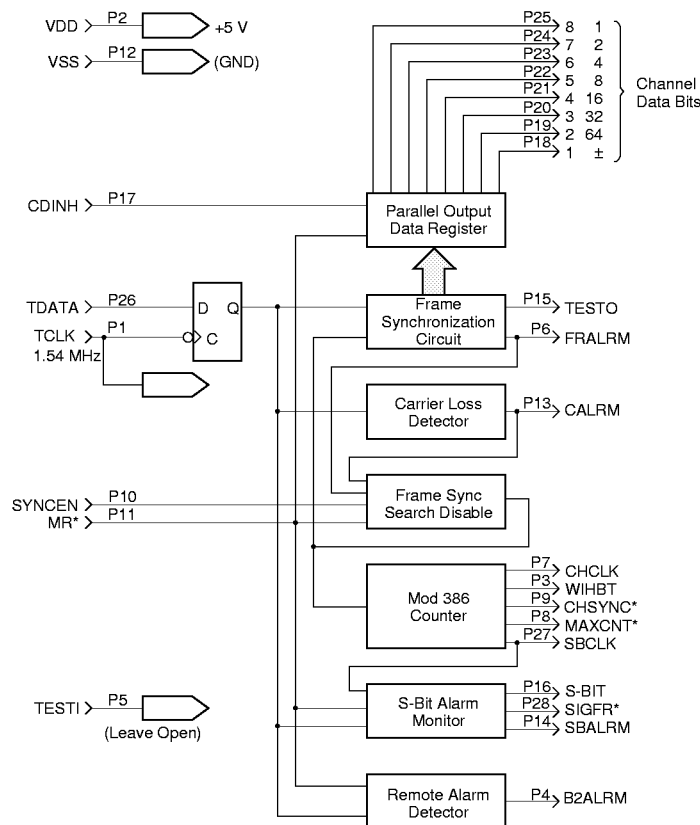 VDD P2 +5 V
VSS P12 (GND)
P25 8 1
P24 7 2
P23 6 4
P22 5 8
P21 4 16
P20 3 32
P19 2 64
P18 1 ±
Channel
Data Bits
CDINH P17
Parallel Output
Data Register
TDATA P26
TCLK P1
1.54 MHz
D Q
C
Frame
Synchronization
Circuit
P15 TESTO
P6 FRALRM
Carrier Loss
Detector
P13 CALRM
SYNCEN P10
MR* P11
Frame Sync
Search Disable
Mod 386
Counter
P7 CHCLK
P3 WIHBT
P9 CHSYNC*
P8 MAXCNT*
P27 SBCLK
TESTI P5
(Leave Open)
S-Bit Alarm
Monitor
P16 S-BIT
P28 SIGFR*
P14 SBALRM
Remote Alarm
Detector
P4 B2ALRM